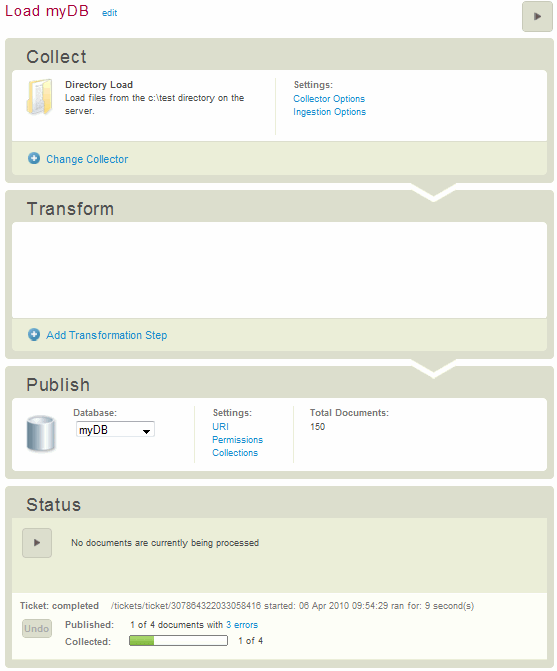 Load myDB edit
Collect
Directory Load
Load files from the c:\test directory on the
server.
Settings:
Collector Options
Ingestion Options
Change Collector
Transform
Add Transformation Step
Publish
Database:
myDB
Settings:
URI
Permissions
Collections
Total Documents:
150
Status
No documents are currently being processed
Ticket: completed /tickets/ticket/307864322033058416 started: 06 Apr 2010 09:54:29 ran for: 9 second(s)
Undo
Published: 1 of 4 documents with 3 errors
Collected: 1 of 4